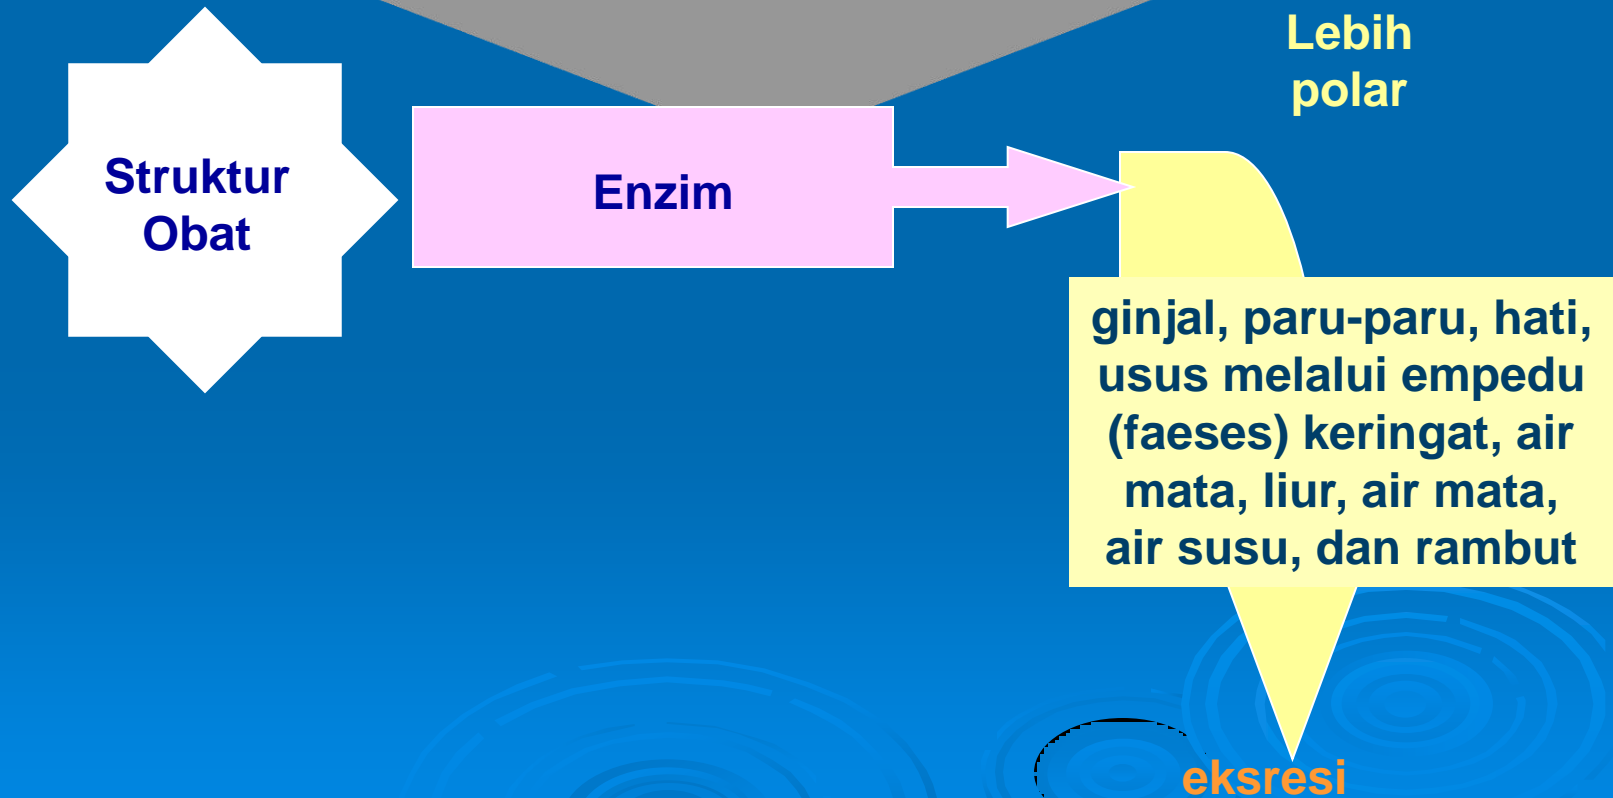 Lebih
polar
Struktur
Obat
Enzim
ginjal, paru-paru, hati,
usus melalui empedu
(faeses) keringat, air
mata, liur, air mata,
air susu, dan rambut
eksresi